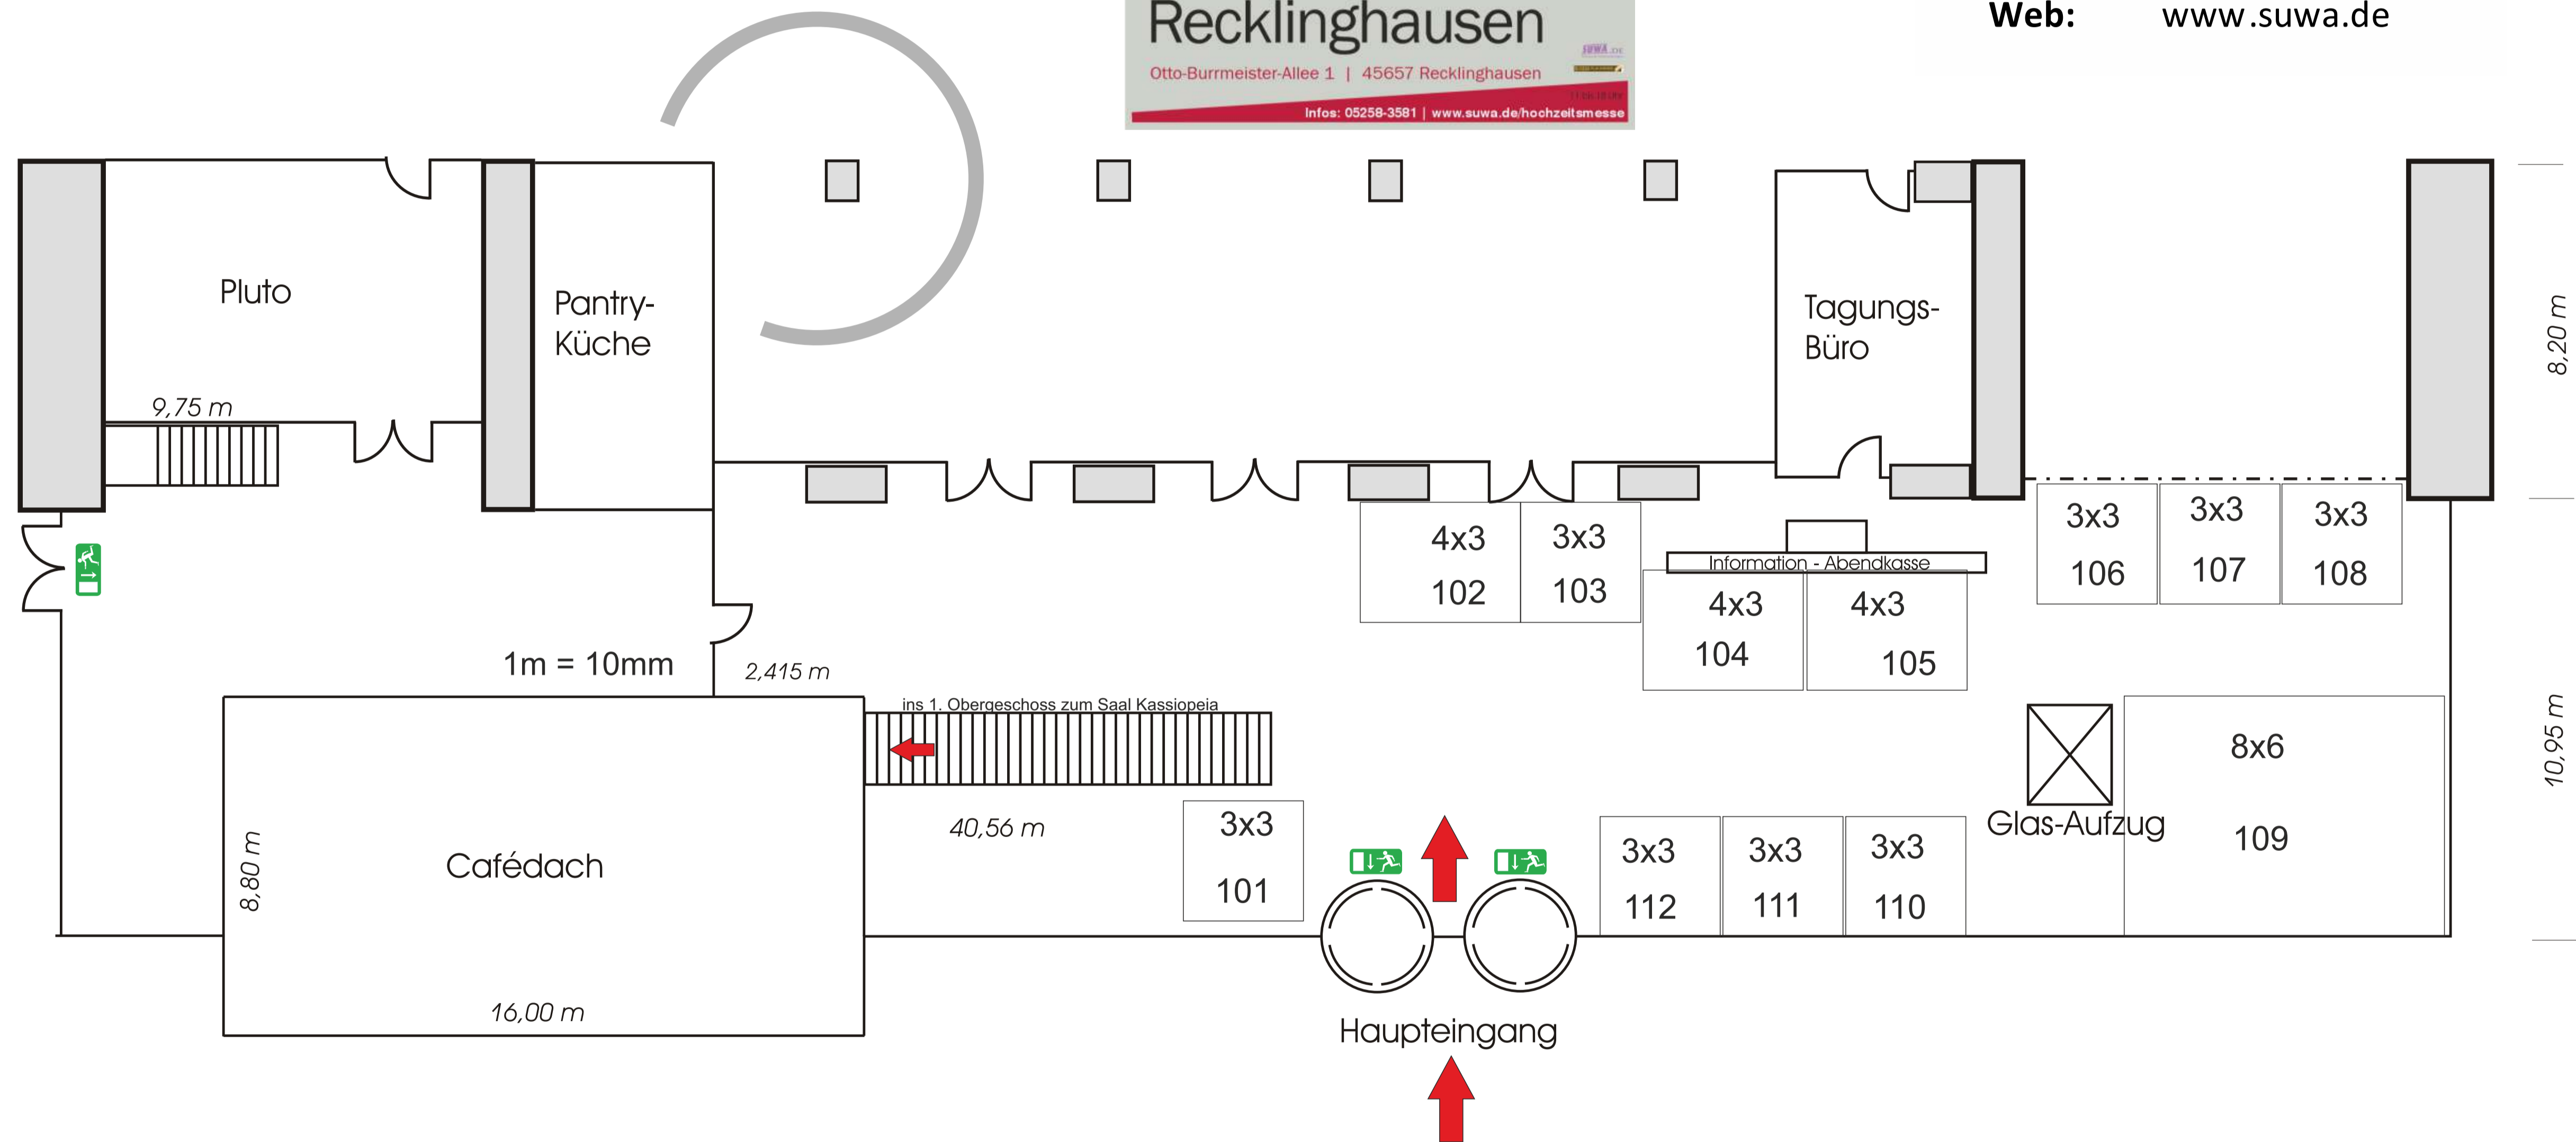 Recklinghausen
SUWA.DE
Otto-Burrmeister-Allee 1 | 45657 Recklinghausen
Infos: 05258-3581 | www.suwa.de/hochzeitsmesse
Web: www.suwa.de
Pluto
9,75 m
Pantry-
Küche
Tagungs-
Büro
8,20 m
4x3
102
3x3
103
Information - Abendkasse
4x3
104
4x3
105
3x3
106
3x3
107
3x3
108
1m = 10mm
2,415 m
ins 1. Obergeschoss zum Saal Kassiopeia
40,56 m
3x3
101
Cafédach
8,80 m
16,00 m
Haupteingang
3x3
112
3x3
111
3x3
110
Glas-Aufzug
8x6
109
10,95 m